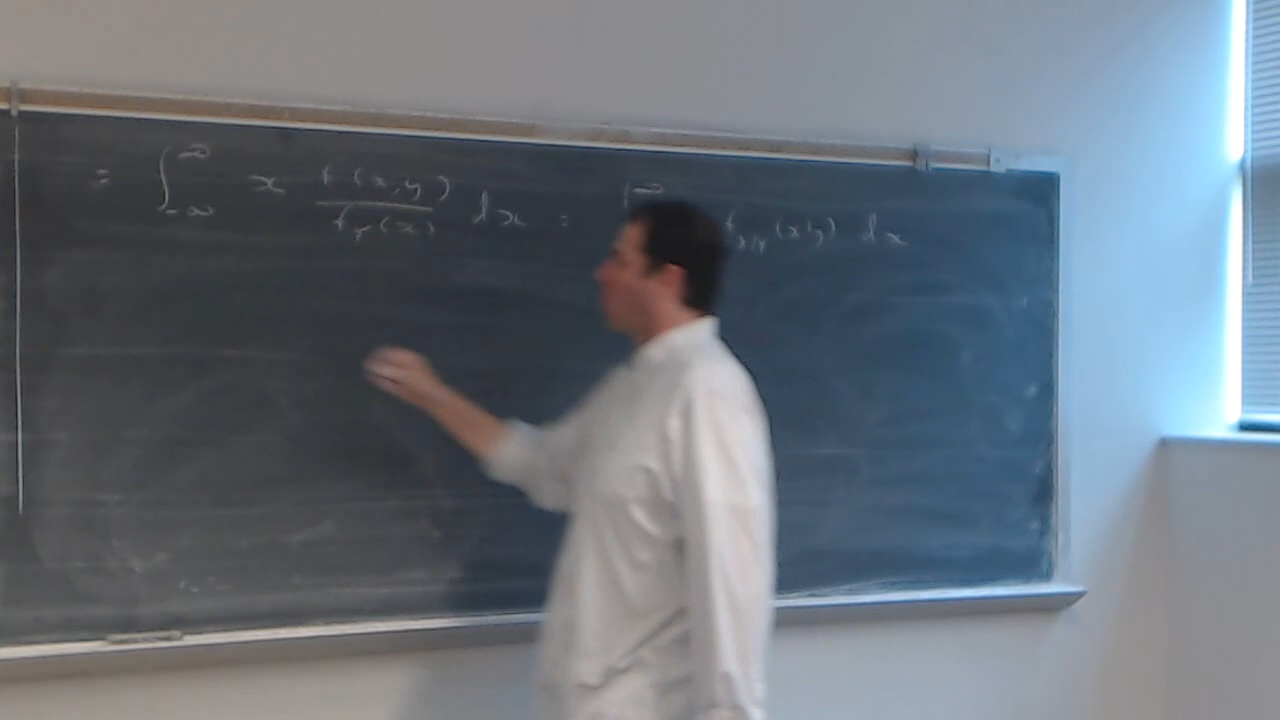 = ∫_{-∞}^{∞} x f(x,y)/f_Y(x) dx = ∫^{∞} f_{X|Y}(x|y) dx